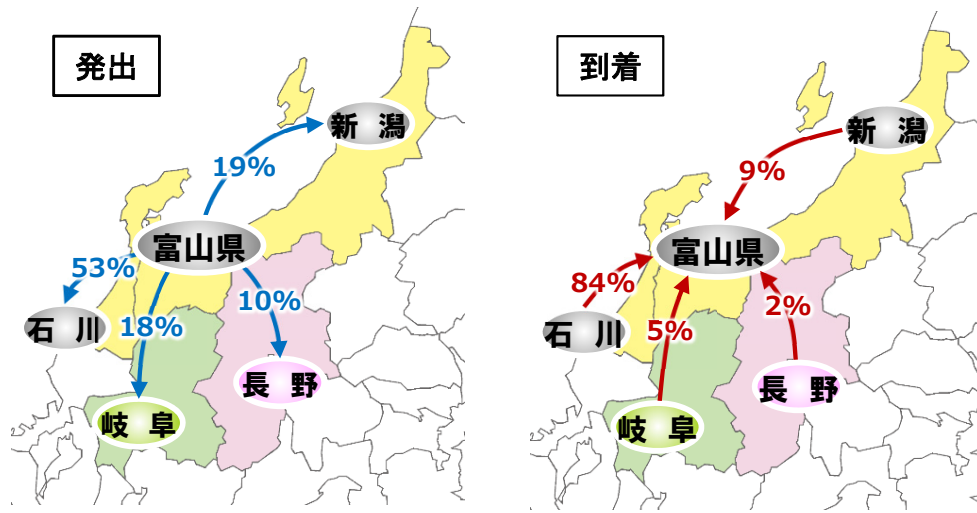 発出
新潟
19%
富山県
53%
10%
石川
18%
長野
岐阜
到着
新潟
9%
富山県
84%
2%
石川
5%
長野
岐阜